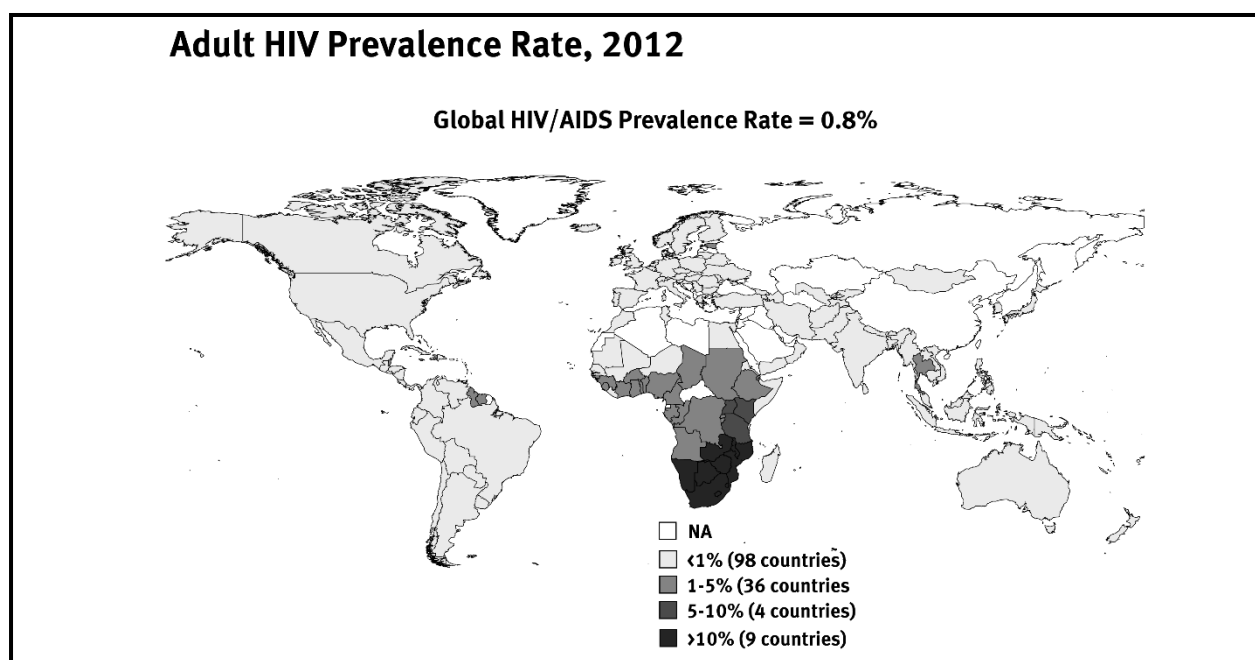 Adult HIV Prevalence Rate, 2012
Global HIV/AIDS Prevalence Rate = 0.8%
NA
<1% (98 countries)
1-5% (36 countries
5-10% (4 countries)
>10% (9 countries)